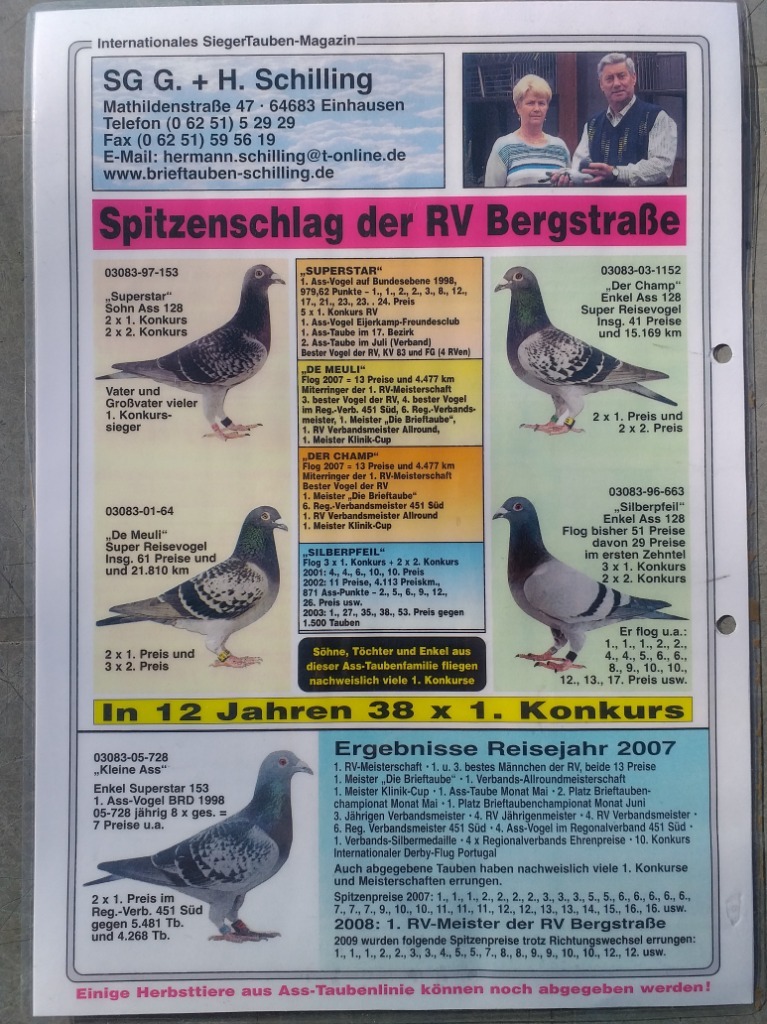 Internationales SiegerTauben-Magazin
SG G. + H. Schilling
Mathildenstraße 47 · 64683 Einhausen
Telefon (0 62 51) 5 29 29
Fax (0 62 51) 59 56 19
E-Mail: hermann.schilling@t-online.de
www.brieftauben-schilling.de
Spitzenschlag der RV Bergstraße
03083-97-153
„Superstar“
Sohn Ass 128
2 x 1. Konkurs
2 x 2. Konkurs
Vater und
Großvater vieler
1. Konkurs-
sieger
03083-01-64
„De Meuli“
Super Reisevogel
Insg. 61 Preise und
und 21.810 km
2 x 1. Preis und
3 x 2. Preis
„SUPERSTAR“
1. Ass-Vogel auf Bundesebene 1998,
979,62 Punkte - 1., 1., 2., 2., 3., 8., 12.,
17., 21., 23., 23. . 24. Preis
5 x 1. Konkurs RV
1. Ass-Vogel Eijerkamp-Freundesclub
1. Ass-Taube im 17. Bezirk
2. Ass-Taube im Juli (Verband)
Bester Vogel der RV, KV 83 und FG (4 RVen)
„DE MEULI“
Flog 2007 = 13 Preise und 4.477 km
Miterringer der 1. RV-Meisterschaft
3. bester Vogel der RV, 4. bester Vogel
im Reg.-Verb. 451 Süd, 6. Reg.-Verbands-
meister, 1. Meister „Die Brieftaube“,
1. RV Verbandsmeister Allround,
1. Meister Klinik-Cup
„DER CHAMP“
Flog 2007 = 13 Preise und 4.477 km
Miterringer der 1. RV-Meisterschaft
Bester Vogel der RV
1. Meister „Die Brieftaube“
6. Reg.-Verbandsmeister 451 Süd
1. RV Verbandsmeister Allround
1. Meister Klinik-Cup
„SILBERPFEIL“
Flog 3 x 1. Konkurs + 2 x 2. Konkurs
2001: 4., 4., 6., 10., 10. Preis
2002: 11 Preise, 4.113 Preiskm.,
871 Ass-Punkte - 2., 5., 6., 9., 12.,
26. Preis usw.
2003: 1., 27., 35., 38., 53. Preis gegen
1.500 Tauben
Söhne, Töchter und Enkel aus
dieser Ass-Taubenfamilie fliegen
nachweislich viele 1. Konkurse
03083-03-1152
„Der Champ“
Enkel Ass 128
Super Reisevogel
Insg. 41 Preise
und 15.169 km
2 x 1. Preis und
2 x 2. Preis
03083-96-663
„Silberpfeil“
Enkel Ass 128
Flog bisher 51 Preise
davon 29 Preise
im ersten Zehntel
3 x 1. Konkurs
2 x 2. Konkurs
Er flog u.a.:
1., 1., 1., 2., 2.,
4., 4., 5., 6., 6.,
8., 9., 10., 10.,
12., 13., 17. Preis usw.
In 12 Jahren 38 x 1. Konkurs
03083-05-728
„Kleine Ass“
Enkel Superstar 153
1. Ass-Vogel BRD 1998
05-728 jährig 8 x ges. =
7 Preise u.a.
2 x 1. Preis im
Reg.-Verb. 451 Süd
gegen 5.481 Tb.
und 4.268 Tb.
Ergebnisse Reisejahr 2007
1. RV-Meisterschaft · 1. u. 3. bestes Männchen der RV, beide 13 Preise
1. Meister „Die Brieftaube“ · 1. Verbands-Allroundmeisterschaft
1. Meister Klinik-Cup · 1. Ass-Taube Monat Mai · 2. Platz Brieftauben-
championat Monat Mai · 1. Platz Brieftaubenchampionat Monat Juni
3. Jährigen Verbandsmeister · 4. RV Jährigenmeister · 4. RV Verbandsmeister ·
6. Reg. Verbandsmeister 451 Süd · 4. Ass-Vogel im Regonalverband 451 Süd ·
1. Verbands-Silbermedaille · 4 x Regionalverbands Ehrenpreise · 10. Konkurs
Internationaler Derby-Flug Portugal
Auch abgegebene Tauben haben nachweislich viele 1. Konkurse
und Meisterschaften errungen.
Spitzenpreise 2007: 1., 1., 1., 2., 2., 2., 2., 3., 3., 3., 5., 5., 6., 6., 6., 6., 6.,
7., 7., 7., 9., 10., 10., 11., 11., 11., 12., 12., 13., 13., 14., 15., 16., 16. usw.
2008: 1. RV-Meister der RV Bergstraße
2009 wurden folgende Spitzenpreise trotz Richtungswechsel errungen:
1., 1., 1., 2., 2., 3., 3., 4., 5., 5., 7., 8., 8., 9., 9., 10., 10., 12., 12. usw.
Einige Herbsttiere aus Ass-Taubenlinie können noch abgegeben werden!